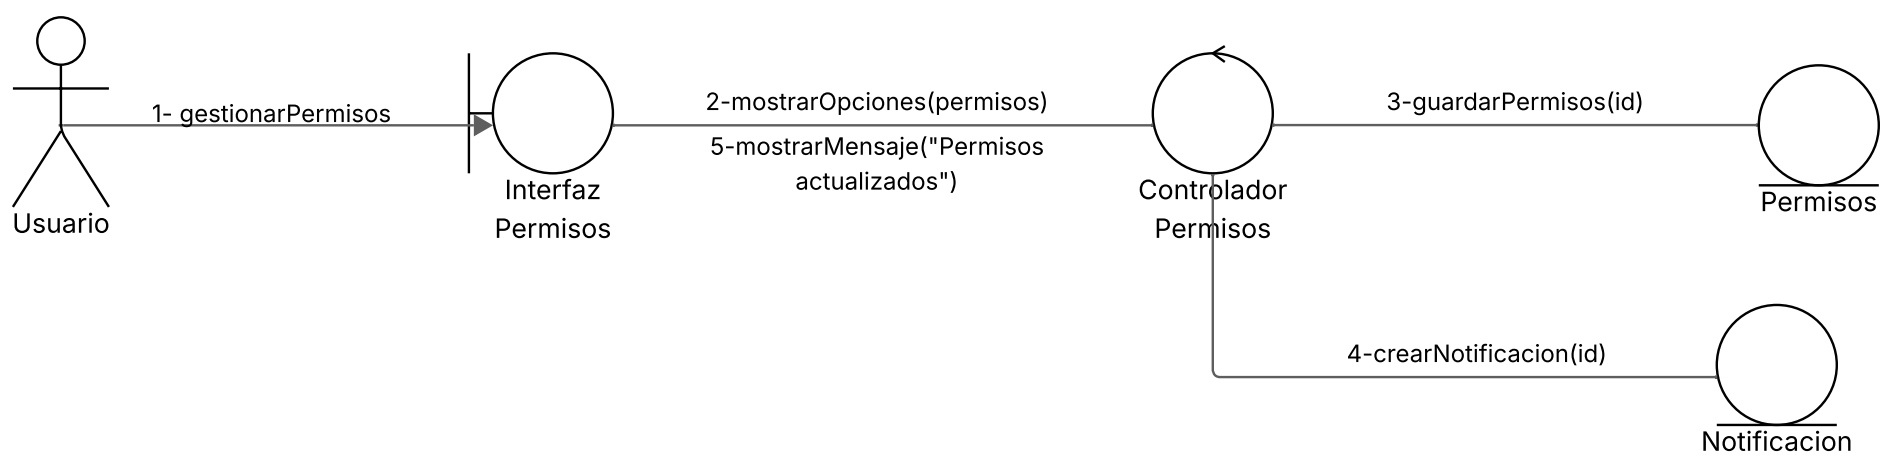 1- gestionarPermisos
2-mostrarOpciones(permisos)
5-mostrarMensaje("Permisos
actualizados")
3-guardarPermisos(id)
Usuario
Interfaz
Permisos
Controlador
Permisos
Permisos
4-crearNotificacion(id)
Notificacion